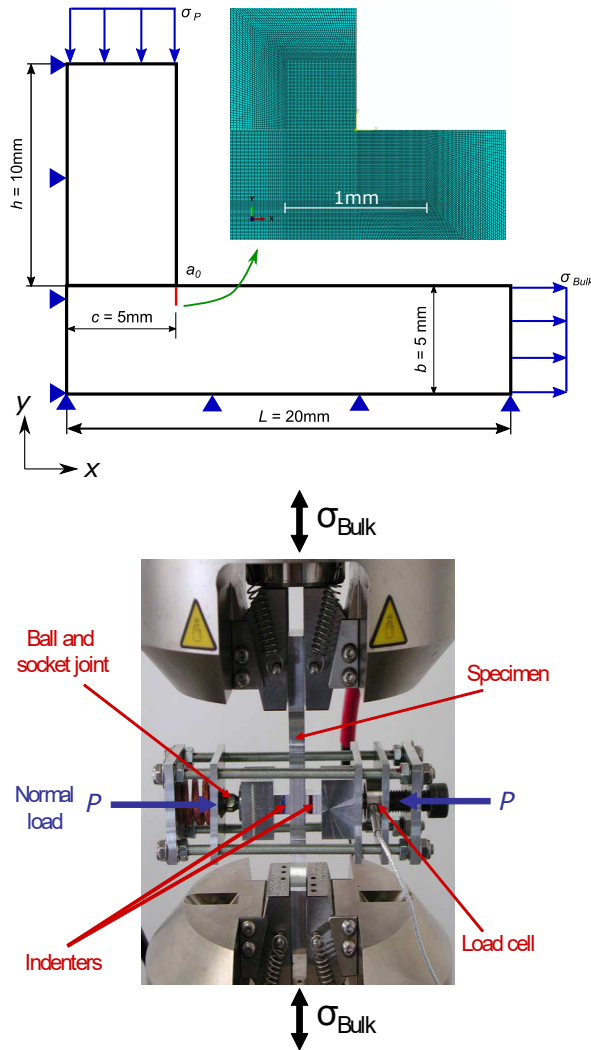 σ P
h = 10mm
1mm
Y
X
a0
σ Bulk
c = 5mm
b = 5 mm
y
L = 20mm
x
σBulk
Ball and
socket joint
Specimen
Normal
load
P
P
Indenters
Load cell
σBulk